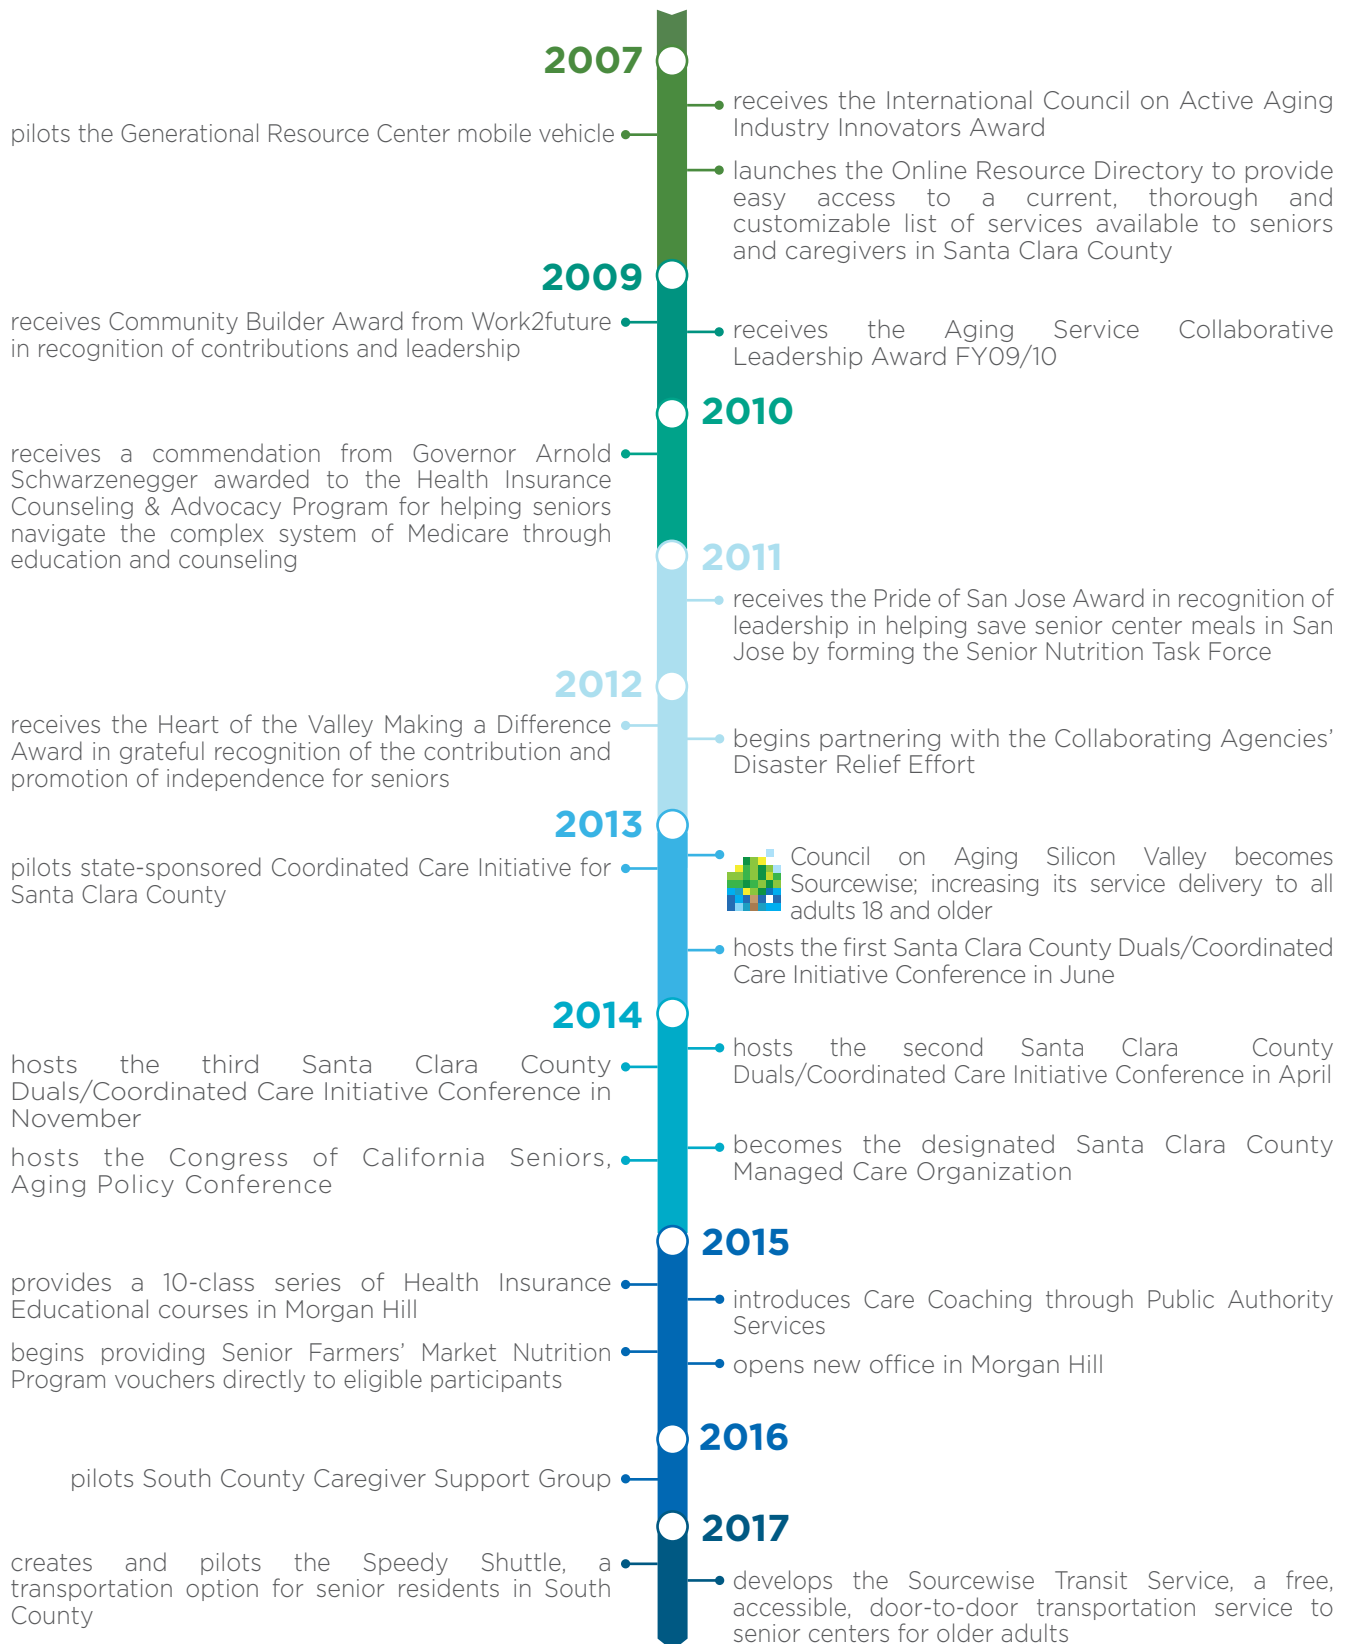 2007
receives the International Council on Active Aging
Industry Innovators Award
pilots the Generational Resource Center mobile vehicle
launches the Online Resource Directory to provide
easy access to a current, thorough and
customizable list of services available to seniors
and caregivers in Santa Clara County
2009
receives Community Builder Award from Work2future
in recognition of contributions and leadership
receives the Aging Service Collaborative
Leadership Award FY09/10
2010
receives a commendation from Governor Arnold
Schwarzenegger awarded to the Health Insurance
Counseling & Advocacy Program for helping seniors
navigate the complex system of Medicare through
education and counseling
2011
receives the Pride of San Jose Award in recognition of
leadership in helping save senior center meals in San
Jose by forming the Senior Nutrition Task Force
2012
receives the Heart of the Valley Making a Difference
Award in grateful recognition of the contribution and
promotion of independence for seniors
begins partnering with the Collaborating Agencies’
Disaster Relief Effort
2013
Council on Aging Silicon Valley becomes
Sourcewise; increasing its service delivery to all
adults 18 and older
pilots state-sponsored Coordinated Care Initiative for
Santa Clara County
hosts the first Santa Clara County Duals/Coordinated
Care Initiative Conference in June
2014
hosts the second Santa Clara County
Duals/Coordinated Care Initiative Conference in April
hosts the third Santa Clara County
Duals/Coordinated Care Initiative Conference in
November
becomes the designated Santa Clara County
Managed Care Organization
hosts the Congress of California Seniors,
Aging Policy Conference
2015
provides a 10-class series of Health Insurance
Educational courses in Morgan Hill
introduces Care Coaching through Public Authority
Services
begins providing Senior Farmers’ Market Nutrition
Program vouchers directly to eligible participants
opens new office in Morgan Hill
2016
pilots South County Caregiver Support Group
2017
creates and pilots the Speedy Shuttle, a
transportation option for senior residents in South
County
develops the Sourcewise Transit Service, a free,
accessible, door-to-door transportation service to
senior centers for older adults